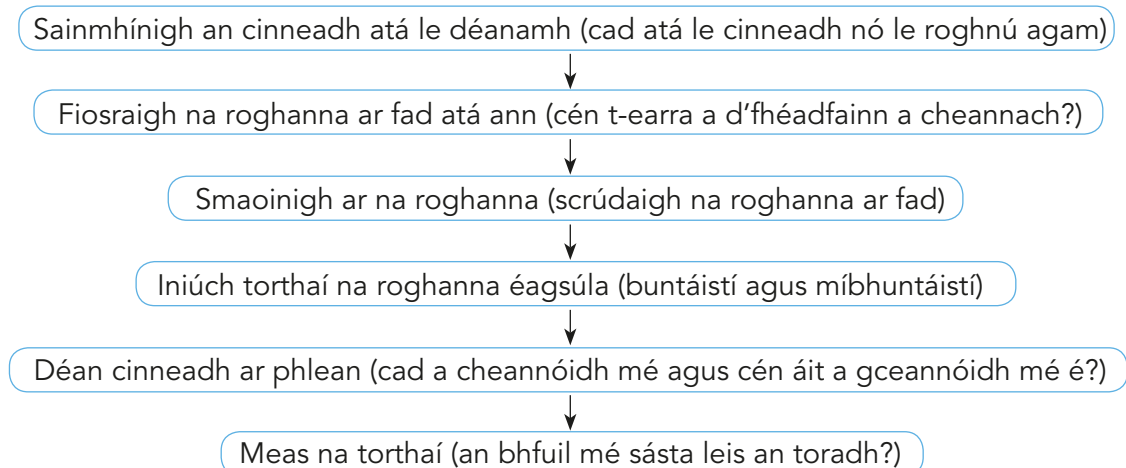 Sainmhínigh an cinneadh atá le déanamh (cad atá le cinneadh nó le roghnú agam)
Fiosraigh na roghanna ar fad atá ann (cén t-earra a d'fhéadfainn a cheannach?)
Smaoinigh ar na roghanna (scrúdaigh na roghanna ar fad)
Iniúch torthaí na roghanna éagsúla (buntáistí agus míbhuntáistí)
Déan cinneadh ar phlean (cad a cheannóidh mé agus cén áit a gceannóidh mé é?)
Meas na torthaí (an bhfuil mé sásta leis an toradh?)